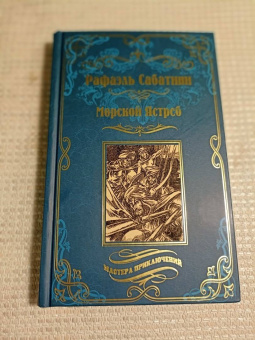 Рафаэль Сабатини
Морской Ястреб
МАСТЕРА ПРИКЛЮЧЕНИЙ